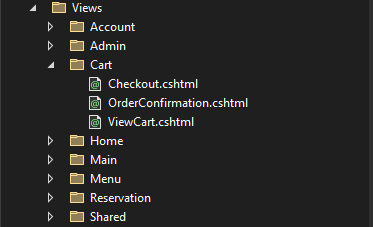 Views
Account
Admin
Cart
Checkout.cshtml
OrderConfirmation.cshtml
ViewCart.cshtml
Home
Main
Menu
Reservation
Shared